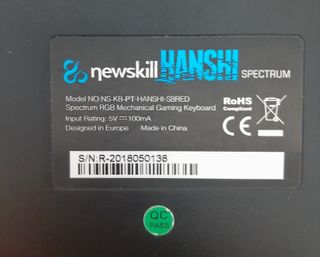 newskill HANSHI SPECTRUM
Model NO:NS-KB-PT-HANSHI-SBRED
Spectrum RGB Mechanical Gaming Keyboard
Input Rating: 5V⎓100mA
Designed in Europe Made in China
RoHS
Compliant
CE
S/N:R-2018050138
QC
PASS